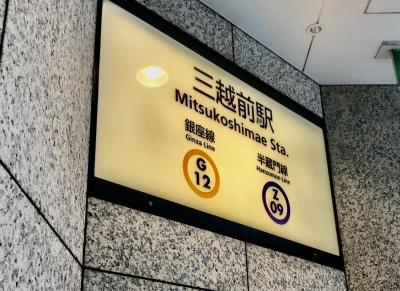 三越前駅
Mitsukoshimae Sta.
銀座線
Ginza Line
G
12
半蔵門線
Hanzomon Line
Z
09